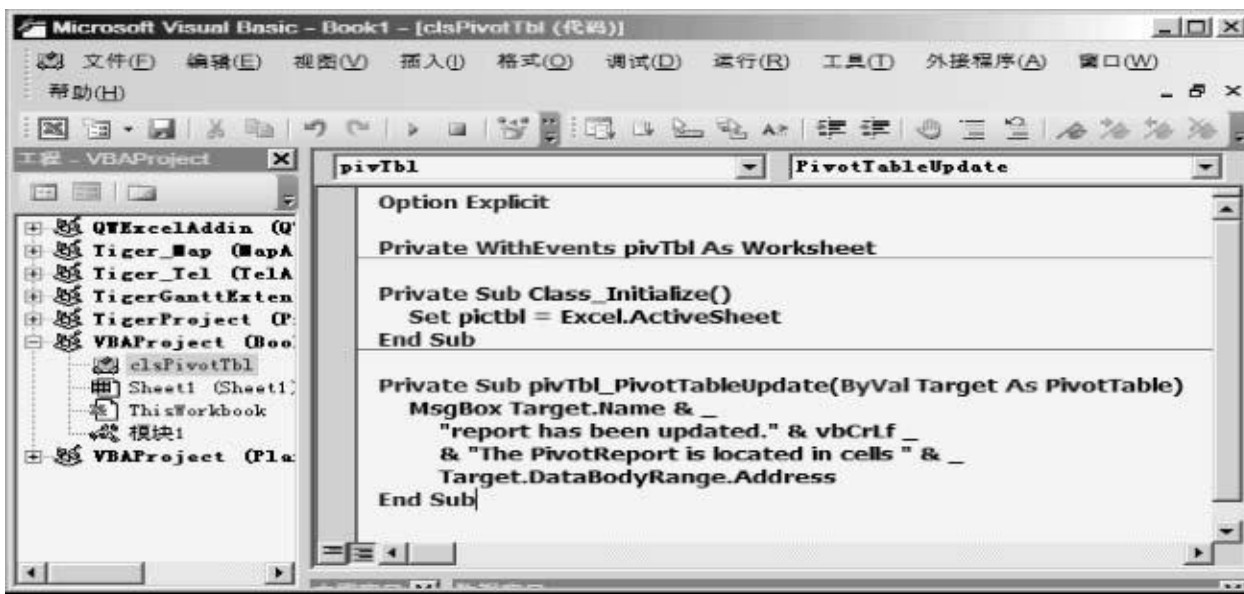 Microsoft Visual Basic - Book1 - [clsPivotTbl (代码)]
文件(F) 编辑(E) 视图(V) 插入(I) 格式(O) 调试(D) 运行(R) 工具(T) 外接程序(A) 窗口(W)
帮助(H)
工程 - VBAProject
pivTbl
PivotTableUpdate
QTExcelAddin (Q
Tiger_Map (MapA
Tiger_Tel (TelA
TigerGanttExten
TigerProject (P
VBAProject (Boo
clsPivotTbl
Sheet1 (Sheet1)
ThisWorkbook
模块1
VBAProject (Pla
Option Explicit
Private WithEvents pivTbl As Worksheet
Private Sub Class_Initialize()
Set pictbl = Excel.ActiveSheet
End Sub
Private Sub pivTbl_PivotTableUpdate(ByVal Target As PivotTable)
MsgBox Target.Name & _
"report has been updated." & vbCrLf _
& "The PivotReport is located in cells " & _
Target.DataBodyRange.Address
End Sub